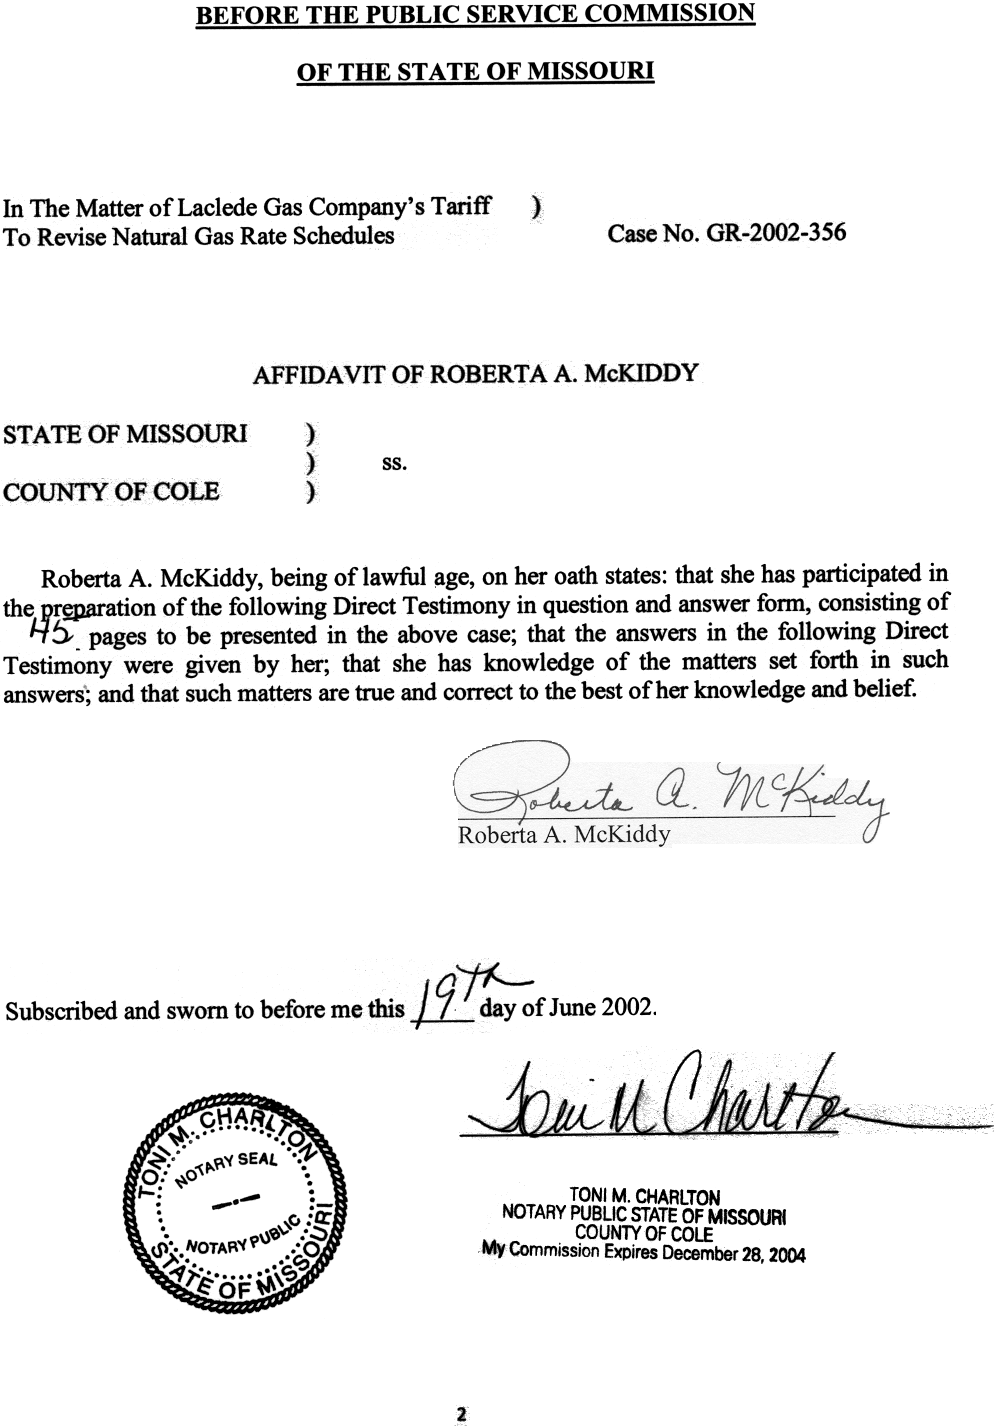 BEFORE THE PUBLIC SERVICE COMMISSION
OF THE STATE OF MISSOURI
In The Matter of Laclede Gas Company's Tariff )
To Revise Natural Gas Rate Schedules Case No. GR-2002-356
AFFIDAVIT OF ROBERTA A. McKIDDY
STATE OF MISSOURI )
) ss.
COUNTY OF COLE )
Roberta A. McKiddy, being of lawful age, on her oath states: that she has participated in
the preparation of the following Direct Testimony in question and answer form, consisting of
45 pages to be presented in the above case; that the answers in the following Direct
Testimony were given by her; that she has knowledge of the matters set forth in such
answers; and that such matters are true and correct to the best of her knowledge and belief.
Roberta A. McKiddy
Roberta A. McKiddy
Subscribed and sworn to before me this 19th day of June 2002.
Toni M Charlton
TONI M. CHARLTON
NOTARY SEAL
NOTARY PUBLIC
STATE OF MISSOURI
TONI M. CHARLTON
NOTARY PUBLIC STATE OF MISSOURI
COUNTY OF COLE
My Commission Expires December 28, 2004
2